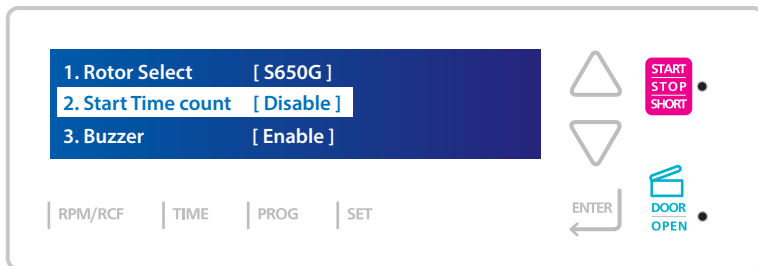 1. Rotor Select [ S650G ]
2. Start Time count [ Disable ]
3. Buzzer [ Enable ]
START
STOP
SHORT
RPM/RCF TIME PROG SET
ENTER
DOOR
OPEN